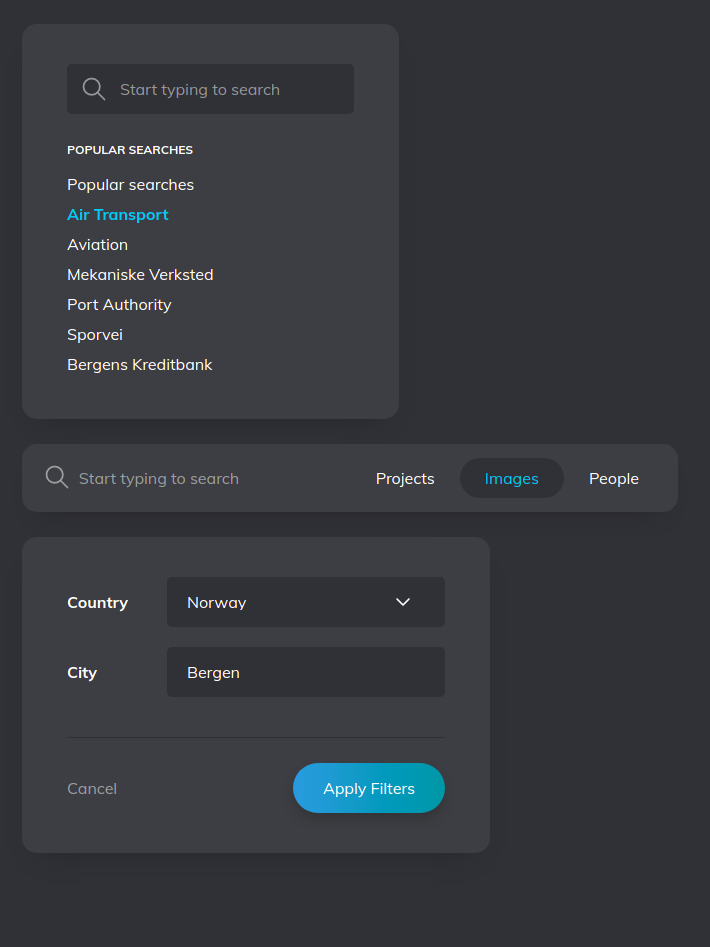 Start typing to search
POPULAR SEARCHES
Popular searches
Air Transport
Aviation
Mekaniske Verksted
Port Authority
Sporvei
Bergens Kreditbank
Start typing to search
Projects
Images
People
Country
Norway
City
Bergen
Cancel
Apply Filters